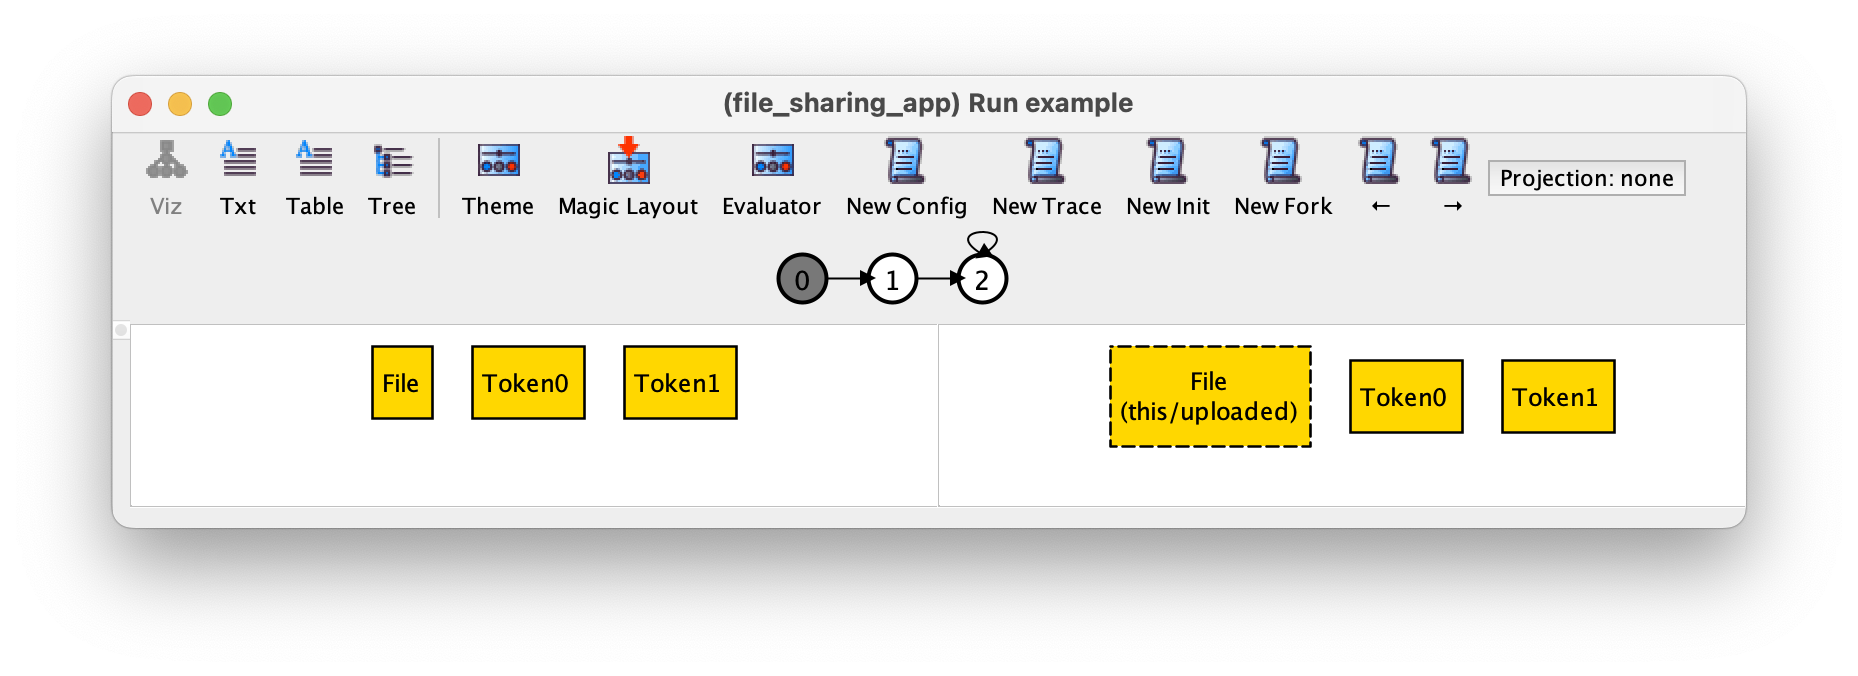 (file_sharing_app) Run example
Viz Txt Table Tree Theme Magic Layout Evaluator New Config New Trace New Init New Fork ← → Projection: none
0 1 2
File Token0 Token1
File
(this/uploaded) Token0 Token1